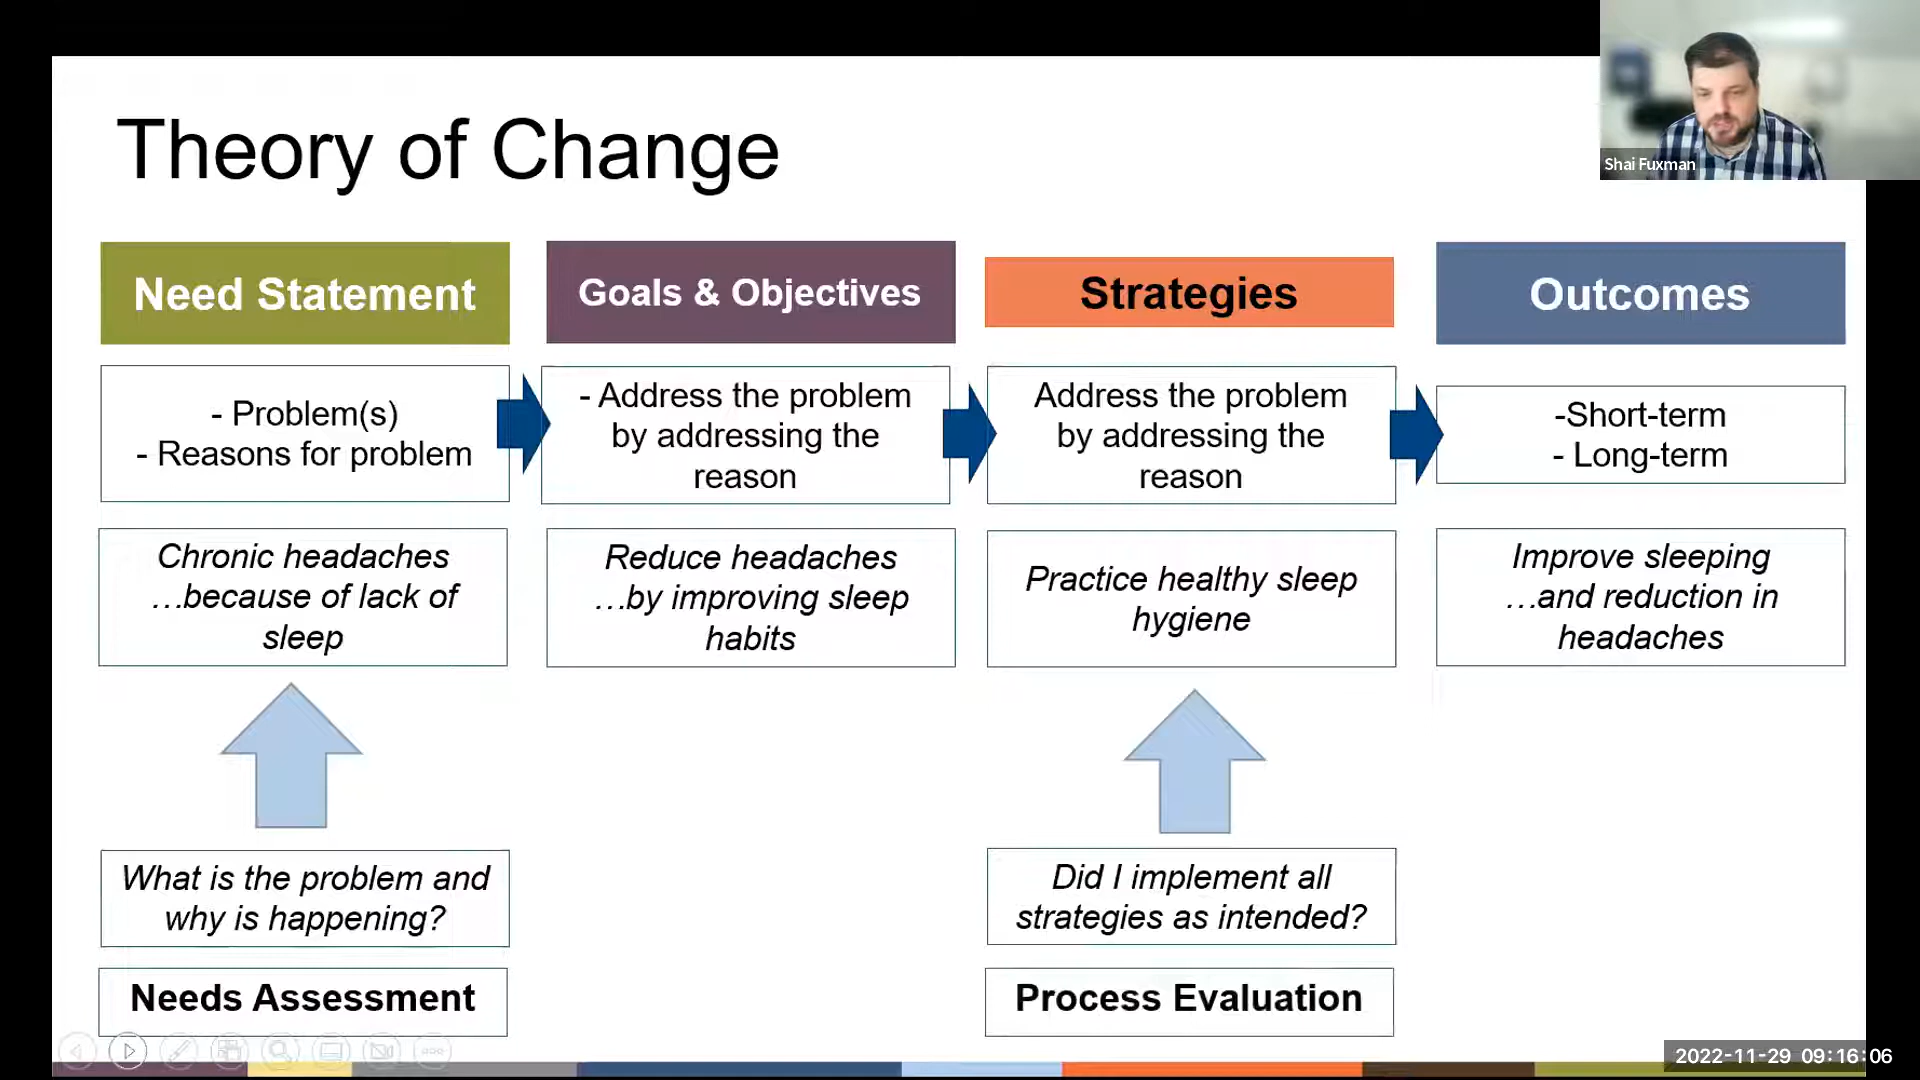 Theory of Change
Shai Fuxman
Need Statement
Goals & Objectives
Strategies
Outcomes
- Problem(s)
- Reasons for problem
- Address the problem
by addressing the
reason
Address the problem
by addressing the
reason
-Short-term
- Long-term
Chronic headaches
…because of lack of
sleep
Reduce headaches
…by improving sleep
habits
Practice healthy sleep
hygiene
Improve sleeping
…and reduction in
headaches
What is the problem and
why is happening?
Did I implement all
strategies as intended?
Needs Assessment
Process Evaluation
2022-11-29 09:16:06